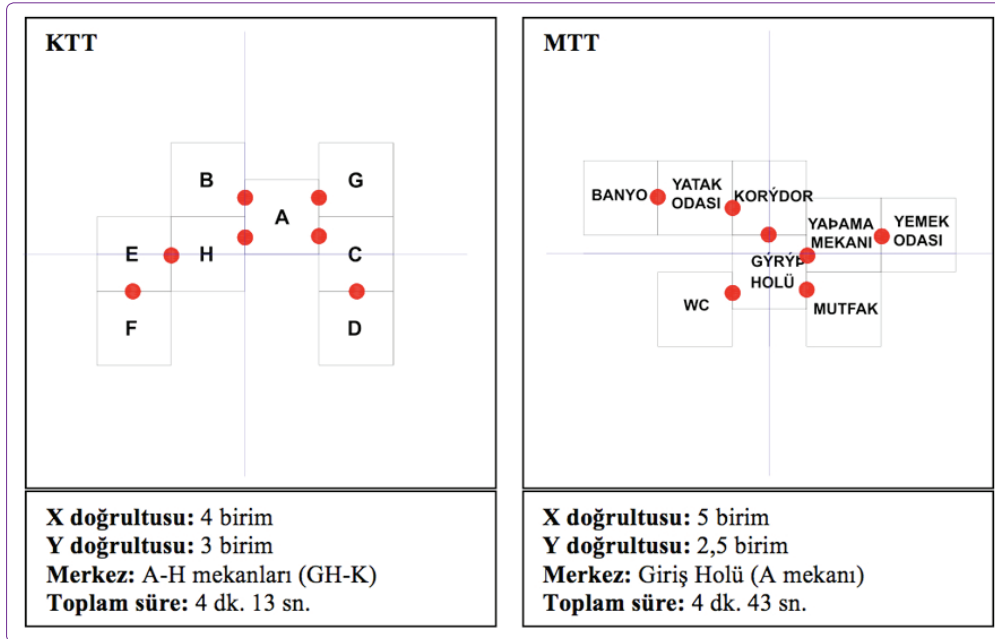 KTT
B
G
A
E
H
C
F
D
X doğrultusu: 4 birim
Y doğrultusu: 3 birim
Merkez: A-H mekanları (GH-K)
Toplam süre: 4 dk. 13 sn.
MTT
BANYO
YATAK
ODASI
KORÝDOR
YAÞAMA
MEKANI
YEMEK
ODASI
GÝRÝÞ
HOLÜ
WC
MUTFAK
X doğrultusu: 5 birim
Y doğrultusu: 2,5 birim
Merkez: Giriş Holü (A mekanı)
Toplam süre: 4 dk. 43 sn.